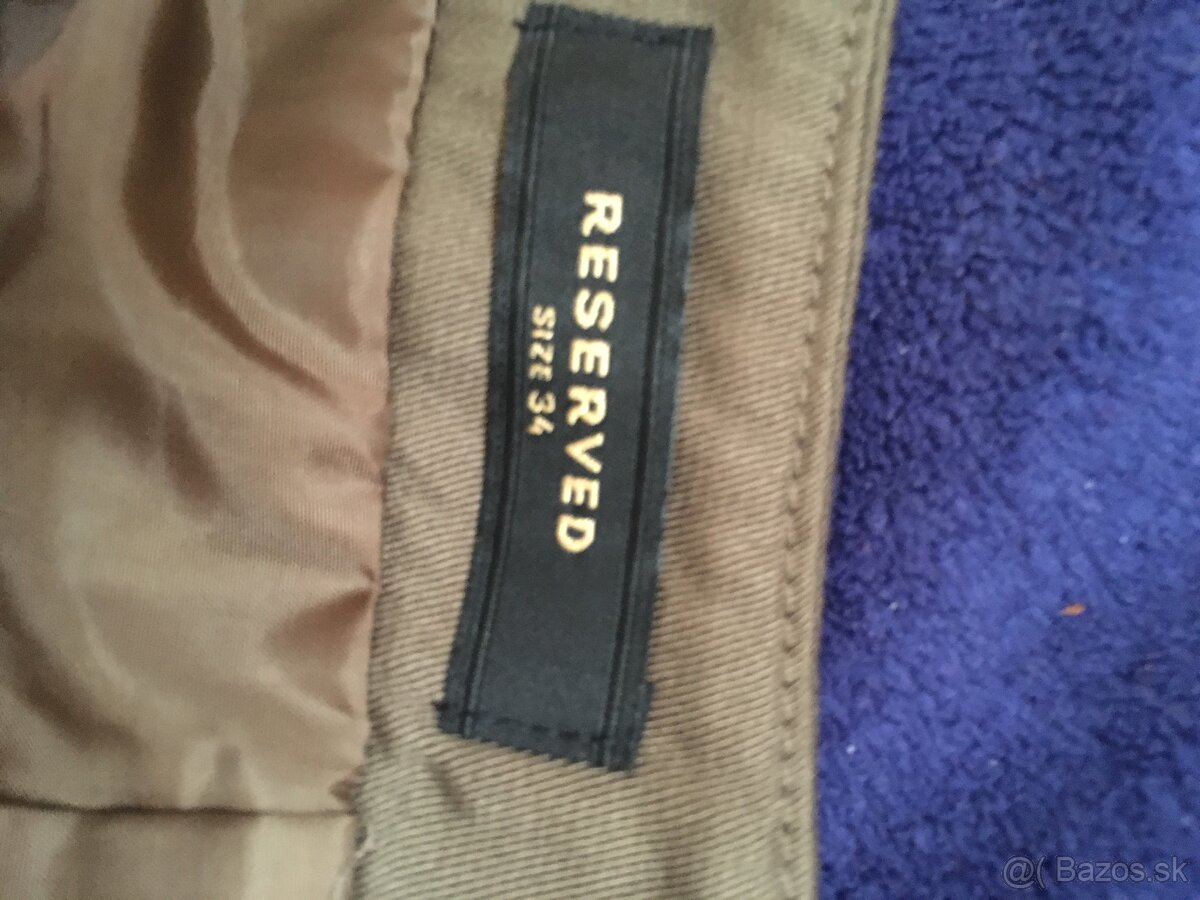 RESERVED
SIZE 34
@( Bazos.sk